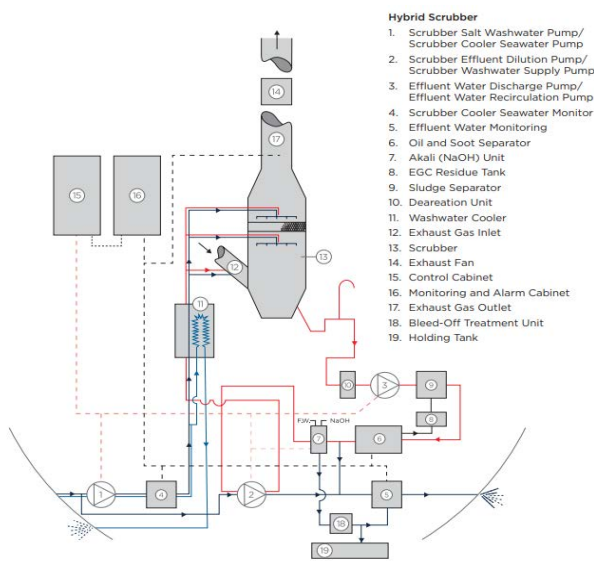 Hybrid Scrubber
1. Scrubber Salt Washwater Pump/
Scrubber Cooler Seawater Pump
2. Scrubber Effluent Dilution Pump/
Scrubber Washwater Supply Pump
3. Effluent Water Discharge Pump/
Effluent Water Recirculation Pump
4. Scrubber Cooler Seawater Monitor
5. Effluent Water Monitoring
6. Oil and Soot Separator
7. Akali (NaOH) Unit
8. EGC Residue Tank
9. Sludge Separator
10. Deareation Unit
11. Washwater Cooler
12. Exhaust Gas Inlet
13. Scrubber
14. Exhaust Fan
15. Control Cabinet
16. Monitoring and Alarm Cabinet
17. Exhaust Gas Outlet
18. Bleed-Off Treatment Unit
19. Holding Tank
14
17
15
16
13
12
11
10
3
9
8
F.W. NaOH
7
6
1
4
2
5
18
19